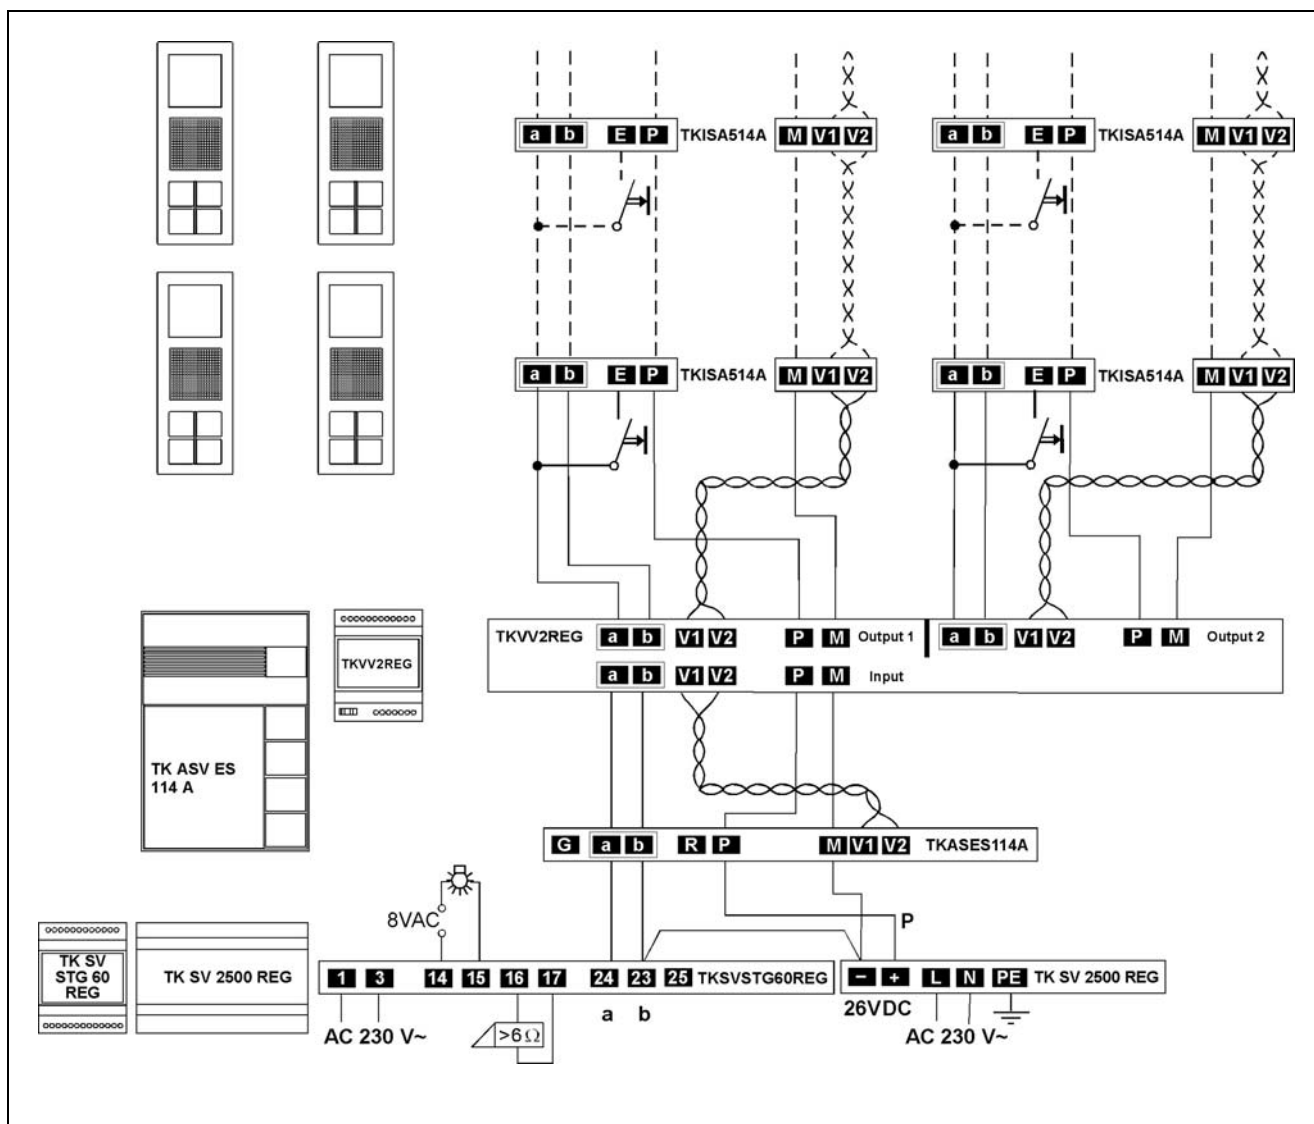 a b E P TKISA514A M V1 V2 a b E P TKISA514A M V1 V2
a b E P TKISA514A M V1 V2 a b E P TKISA514A M V1 V2
TKVV2REG a b V1 V2 P M Output 1 a b V1 V2 P M Output 2
a b V1 V2 P M Input
TKVV2REG
TK ASV ES
114 A
G a b R P M V1 V2 TKASES114A
8VAC
P
TK SV
STG 60
REG
TK SV 2500 REG
1 3 14 15 16 17 24 23 25 TKSVSTG60REG
− + L N PE TK SV 2500 REG
a b
26VDC
AC 230 V~
>6 Ω
AC 230 V~